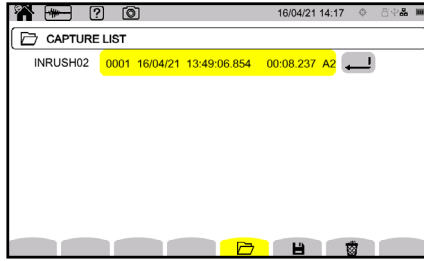 ? 16/04/21 14:17
CAPTURE LIST
INRUSH02 0001 16/04/21 13:49:06.854 00:08.237 A2